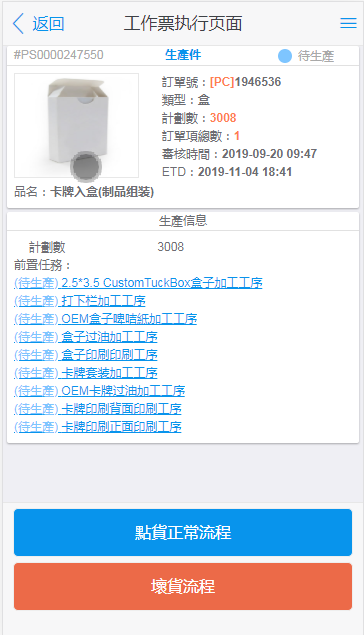 返回
工作票执行页面
#PS0000247550
生產件
待生產
訂單號：[PC]1946536
類型：盒
計劃數：3008
訂單項總數：1
審核時間：2019-09-20 09:47
ETD：2019-11-04 18:41
品名：卡牌入盒(制品组装)
生產信息
計劃數 3008
前置任務：
(待生產) 2.5*3.5 CustomTuckBox盒子加工工序
(待生產) 打下栏加工工序
(待生產) OEM盒子啤咭紙加工工序
(待生產) 盒子过油加工工序
(待生產) 盒子印刷印刷工序
(待生產) 卡牌套装加工工序
(待生產) OEM卡牌过油加工工序
(待生產) 卡牌印刷背面印刷工序
(待生產) 卡牌印刷正面印刷工序
點貨正常流程
壞貨流程